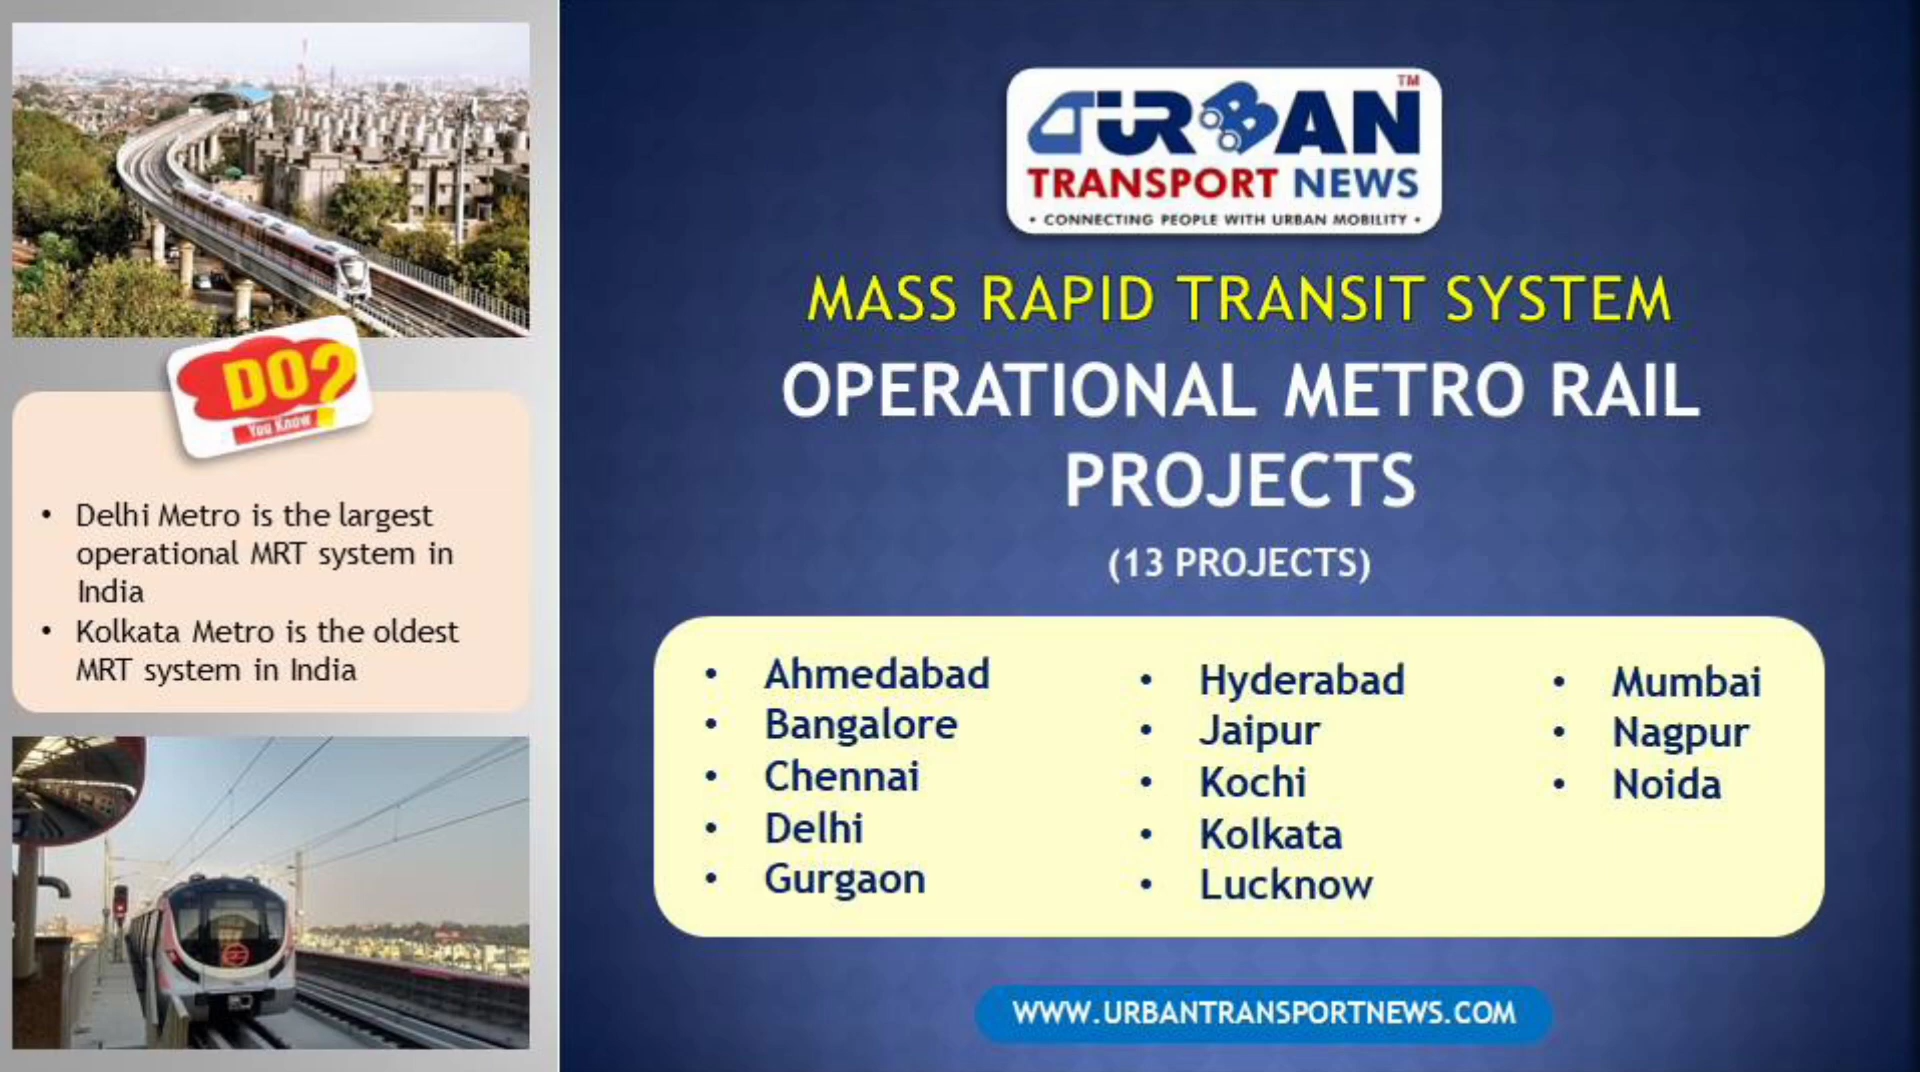 DO?
You Know
• Delhi Metro is the largest
operational MRT system in
India
• Kolkata Metro is the oldest
MRT system in India
URBAN TM
TRANSPORT NEWS
• CONNECTING PEOPLE WITH URBAN MOBILITY •
MASS RAPID TRANSIT SYSTEM
OPERATIONAL METRO RAIL
PROJECTS
(13 PROJECTS)
• Ahmedabad
• Bangalore
• Chennai
• Delhi
• Gurgaon
• Hyderabad
• Jaipur
• Kochi
• Kolkata
• Lucknow
• Mumbai
• Nagpur
• Noida
WWW.URBANTRANSPORTNEWS.COM